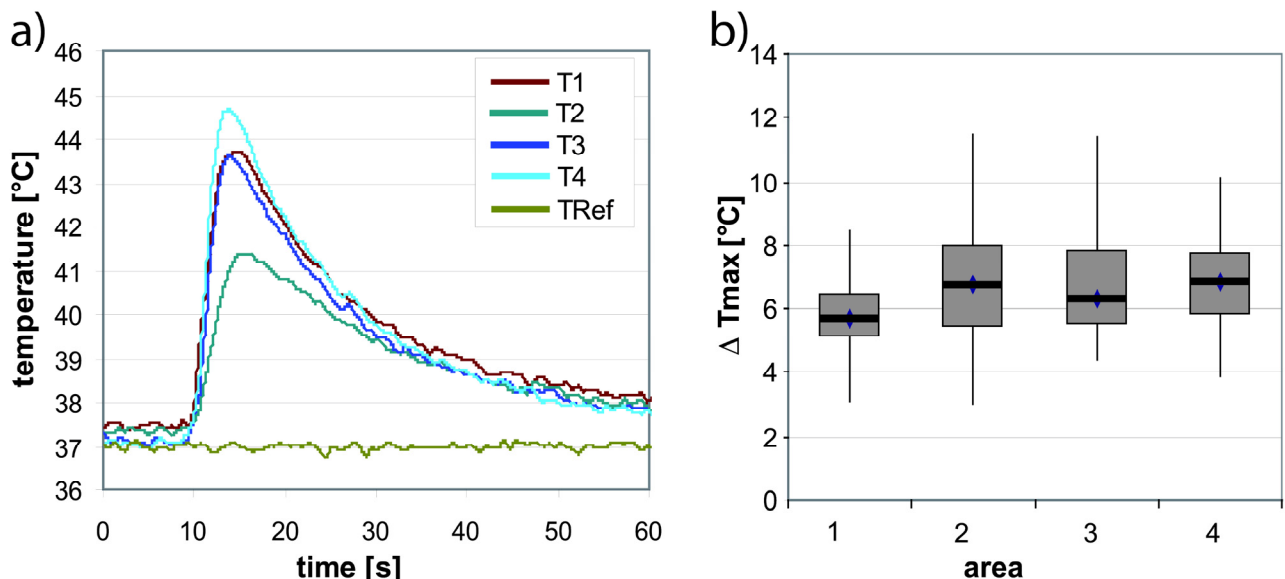 a)
temperature [°C]
46
45
44
43
42
41
40
39
38
37
36
T1
T2
T3
T4
TRef
0 10 20 30 40 50 60
time [s]
b)
Δ Tmax [°C]
14
12
10
8
6
4
2
0
1 2 3 4
area